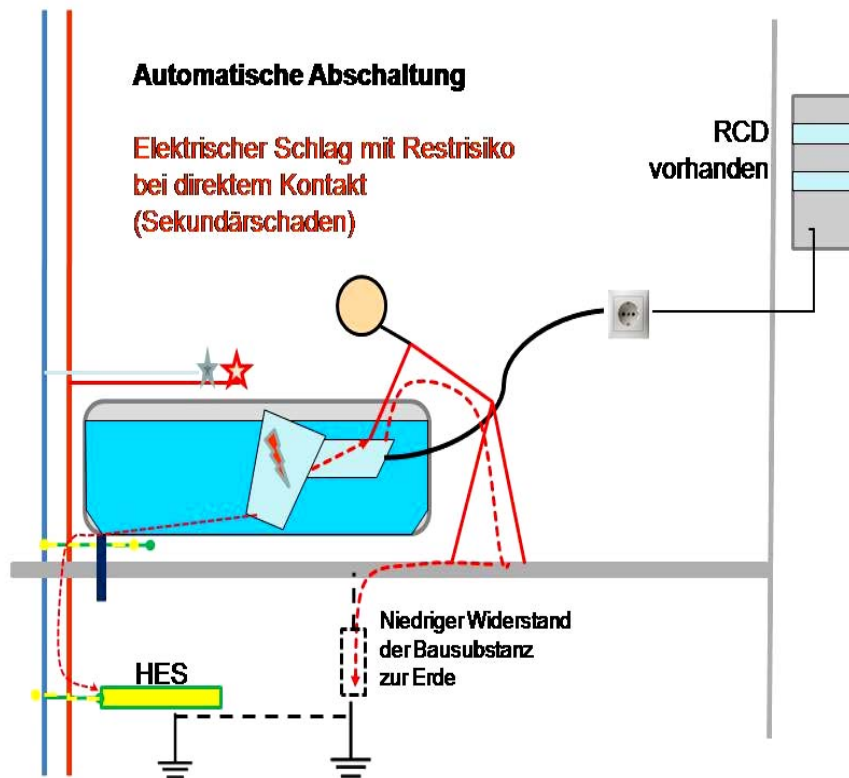 Automatische Abschaltung
Elektrischer Schlag mit Restrisiko
bei direktem Kontakt
(Sekundärschaden)
RCD
vorhanden
Niedriger Widerstand
der Bausubstanz
zur Erde
HES